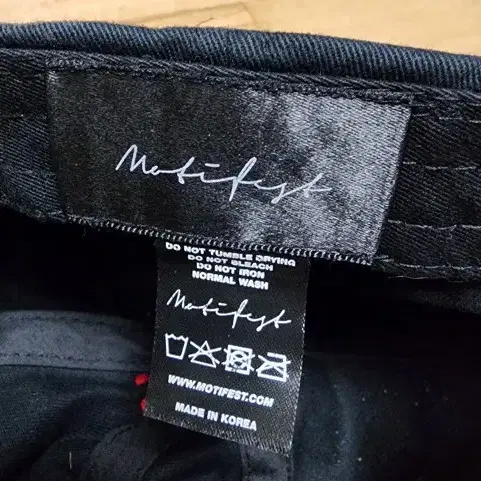 Motifest
DO NOT TUMBLE DRYING
DO NOT BLEACH
DO NOT IRON
NORMAL WASH
Motifest
WWW.MOTIFEST.COM
MADE IN KOREA